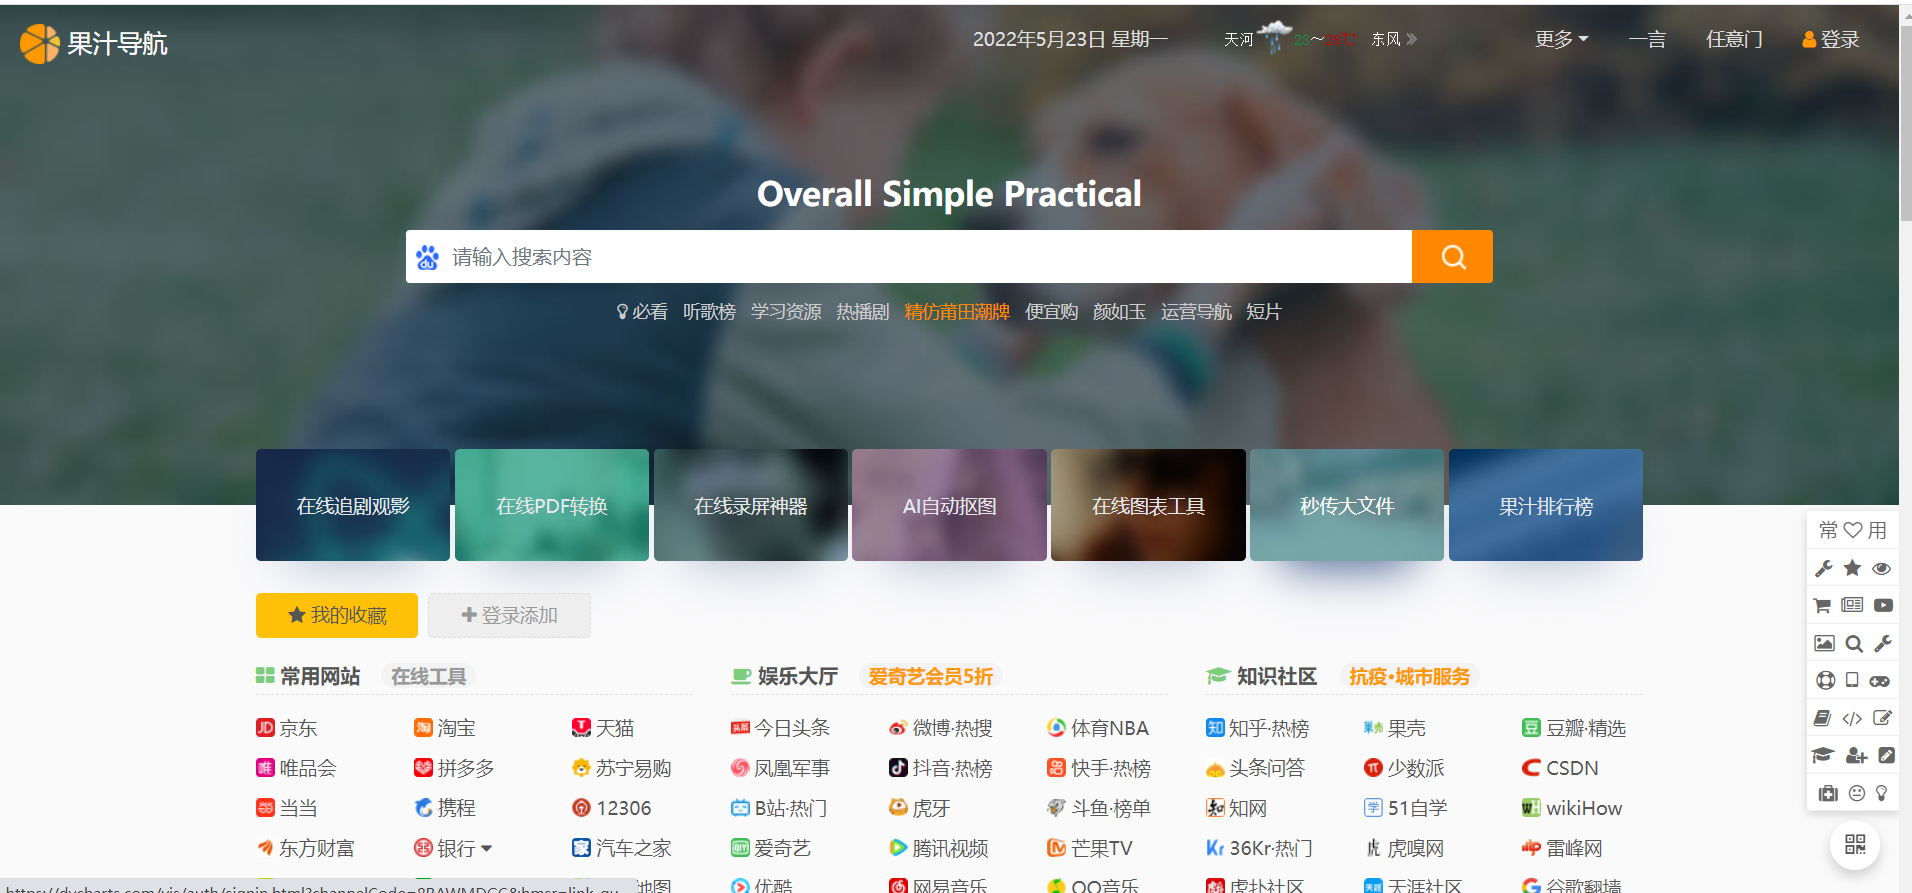 果汁导航
2022年5月23日 星期一 天河 23~19℃ 东风
更多 一言 任意门 登录
Overall Simple Practical
请输入搜索内容
必看 听歌榜 学习资源 热播剧 精仿莆田潮牌 便宜购 颜如玉 运营导航 短片
在线追剧观影 在线PDF转换 在线录屏神器 AI自动抠图 在线图表工具 秒传大文件 果汁排行榜
常用
我的收藏 登录添加
常用网站 在线工具 娱乐大厅 爱奇艺会员5折 知识社区 抗疫•城市服务
京东 淘宝 天猫 今日头条 微博·热搜 体育NBA 知乎·热榜 果壳 豆瓣·精选
唯品会 拼多多 苏宁易购 凤凰军事 抖音·热榜 快手·热榜 头条问答 少数派 CSDN
当当 携程 12306 B站·热门 虎牙 斗鱼·榜单 知网 51自学 wikiHow
东方财富 银行 汽车之家 爱奇艺 腾讯视频 芒果TV 36Kr·热门 虎嗅网 雷峰网
地图 优酷 网易音乐 QQ音乐 虎扑社区 天涯社区 谷歌翻墙